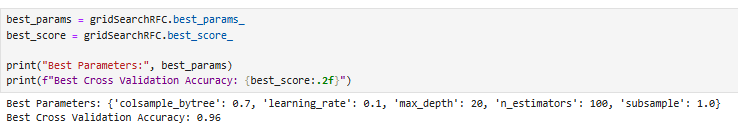 best_params = gridSearchRFC.best_params_
best_score = gridSearchRFC.best_score_
print("Best Parameters:", best_params)
print(f"Best Cross Validation Accuracy: {best_score:.2f}")
Best Parameters: {'colsample_bytree': 0.7, 'learning_rate': 0.1, 'max_depth': 20, 'n_estimators': 100, 'subsample': 1.0}
Best Cross Validation Accuracy: 0.96